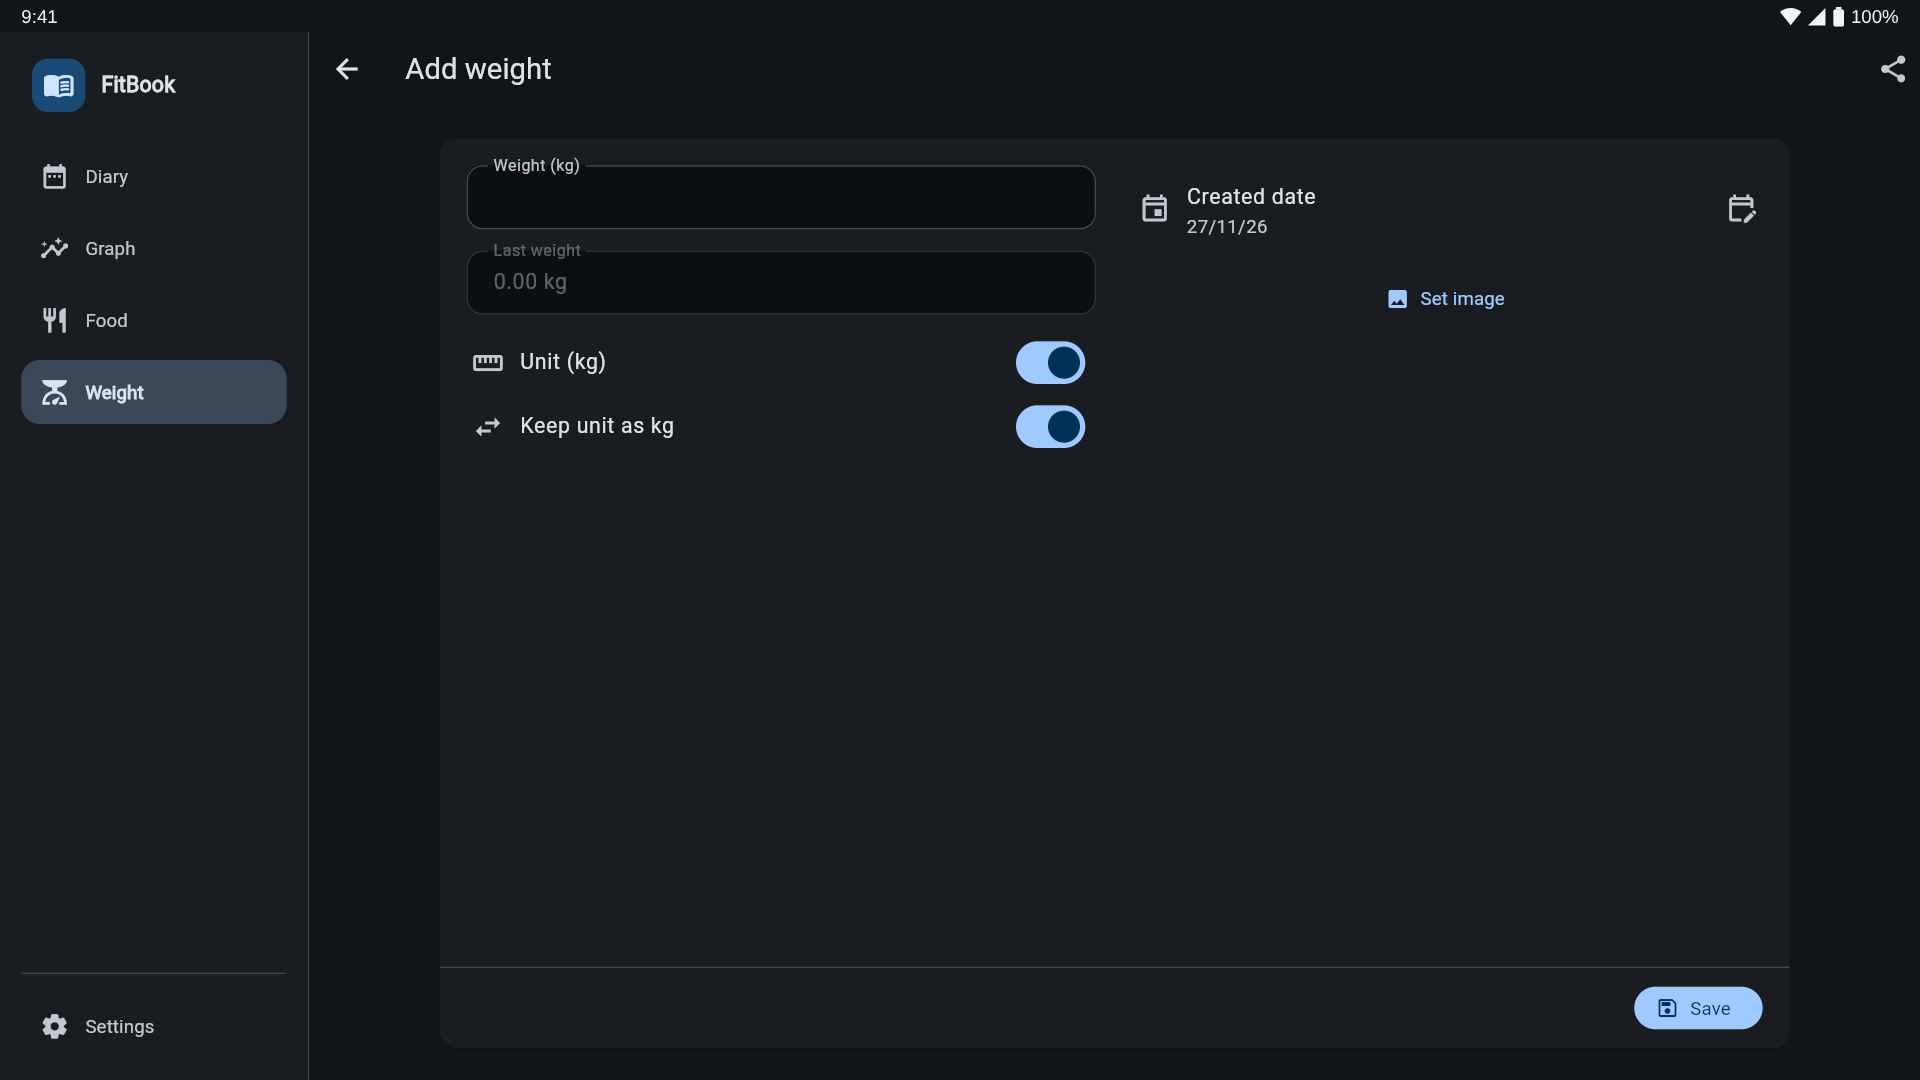 9:41
100%
FitBook
Diary
Graph
Food
Weight
Settings
Add weight
Weight (kg)
Last weight
0.00 kg
Unit (kg)
Keep unit as kg
Created date
27/11/26
Set image
Save